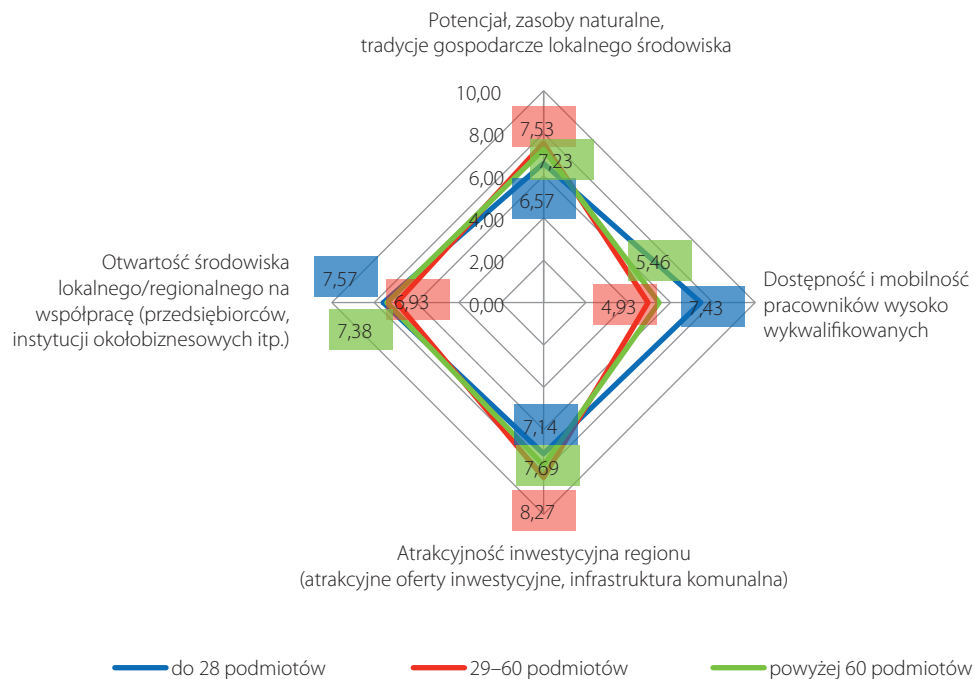 Potencjał, zasoby naturalne,
tradycje gospodarcze lokalnego środowiska
10,00
8,00
6,00
4,00
2,00
0,00
7,53
7,23
6,57
5,46
4,93
7,43
Dostępność i mobilność
pracowników wysoko
wykwalifikowanych
Otwartość środowiska
lokalnego/regionalnego na
współpracę (przedsiębiorców,
instytucji okołobiznesowych itp.)
7,57
6,93
7,38
7,14
7,69
8,27
Atrakcyjność inwestycyjna regionu
(atrakcyjne oferty inwestycyjne, infrastruktura komunalna)
do 28 podmiotów
29–60 podmiotów
powyżej 60 podmiotów